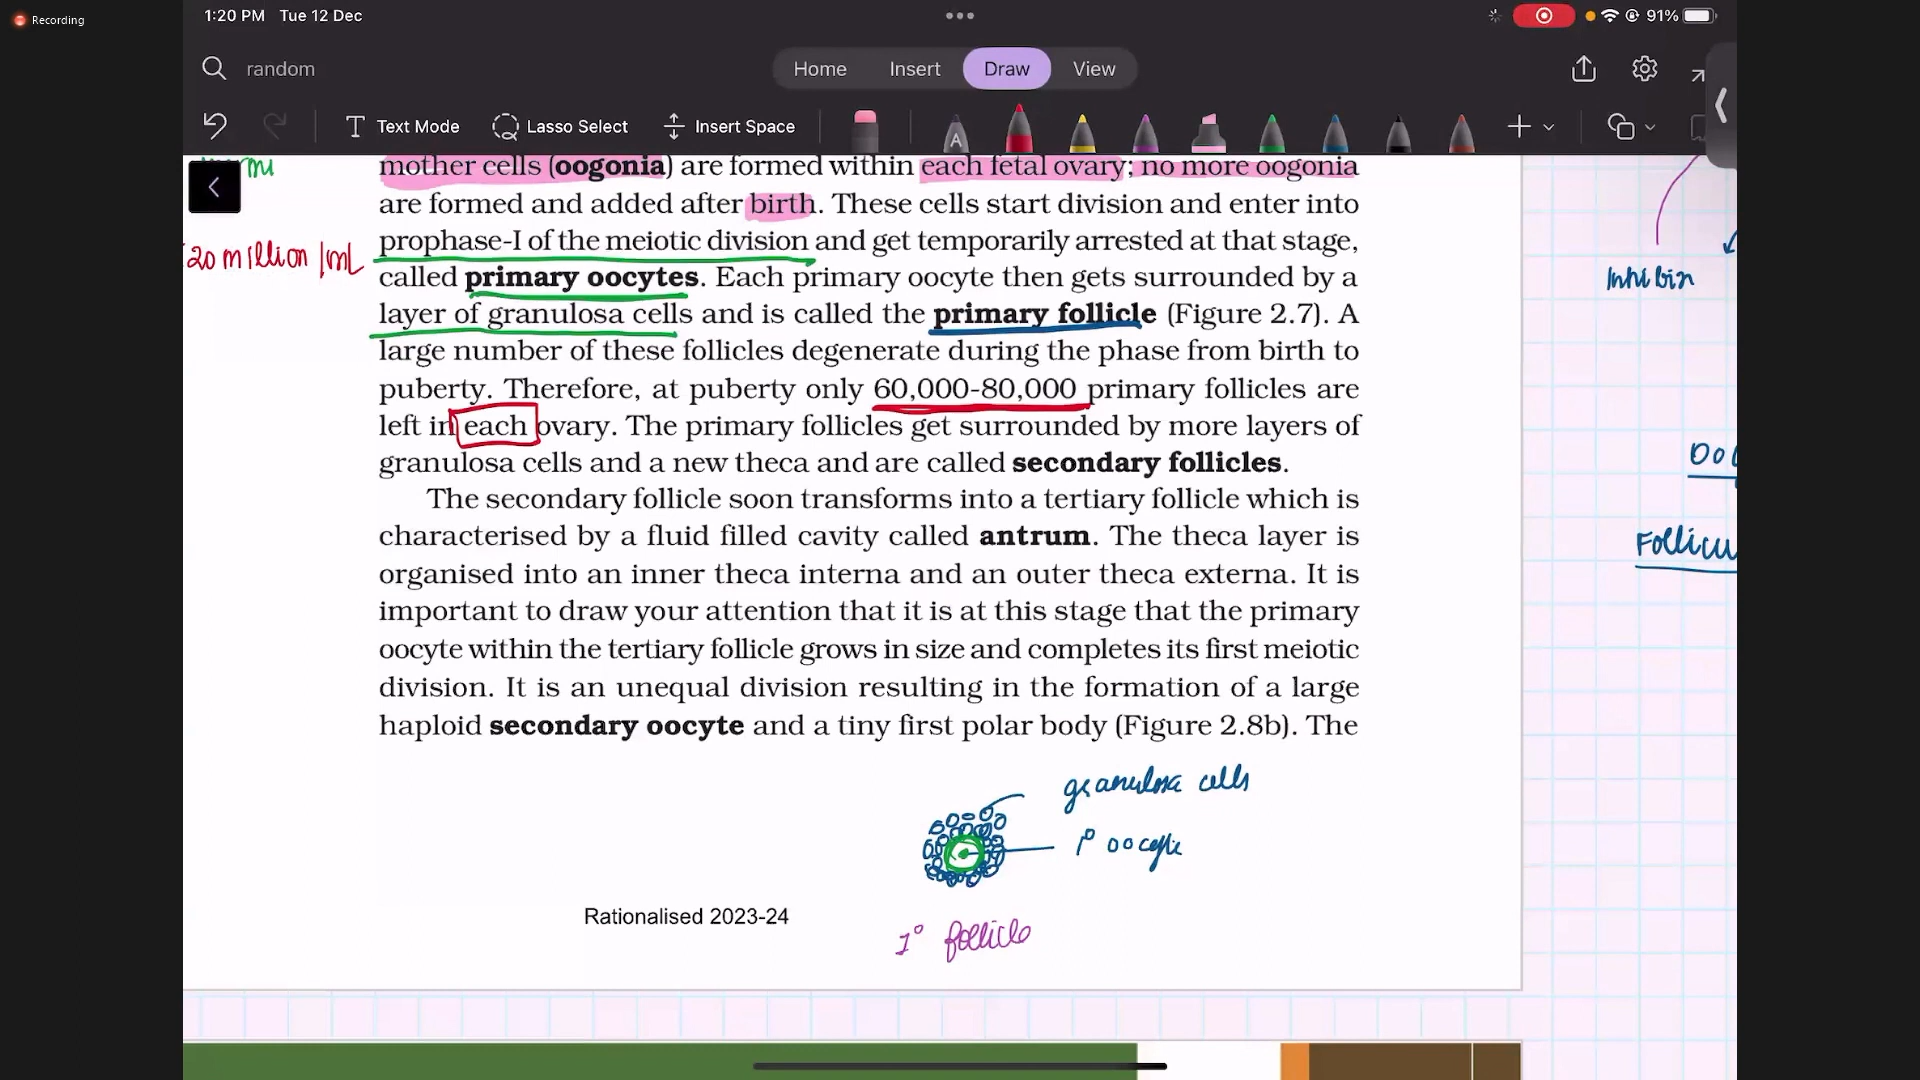 Recording
1:20 PM Tue 12 Dec
91%
random
Home Insert Draw View
Text Mode Lasso Select Insert Space
mother cells (oogonia) are formed within each fetal ovary; no more oogonia
are formed and added after birth. These cells start division and enter into
20 million /mL
prophase-I of the meiotic division and get temporarily arrested at that stage,
called primary oocytes. Each primary oocyte then gets surrounded by a
Inhibin
layer of granulosa cells and is called the primary follicle (Figure 2.7). A
large number of these follicles degenerate during the phase from birth to
puberty. Therefore, at puberty only 60,000-80,000 primary follicles are
left in each ovary. The primary follicles get surrounded by more layers of
granulosa cells and a new theca and are called secondary follicles.
The secondary follicle soon transforms into a tertiary follicle which is
characterised by a fluid filled cavity called antrum. The theca layer is
organised into an inner theca interna and an outer theca externa. It is
important to draw your attention that it is at this stage that the primary
oocyte within the tertiary follicle grows in size and completes its first meiotic
division. It is an unequal division resulting in the formation of a large
haploid secondary oocyte and a tiny first polar body (Figure 2.8b). The
granulosa cells
1° oocyte
Rationalised 2023-24
1° follicle